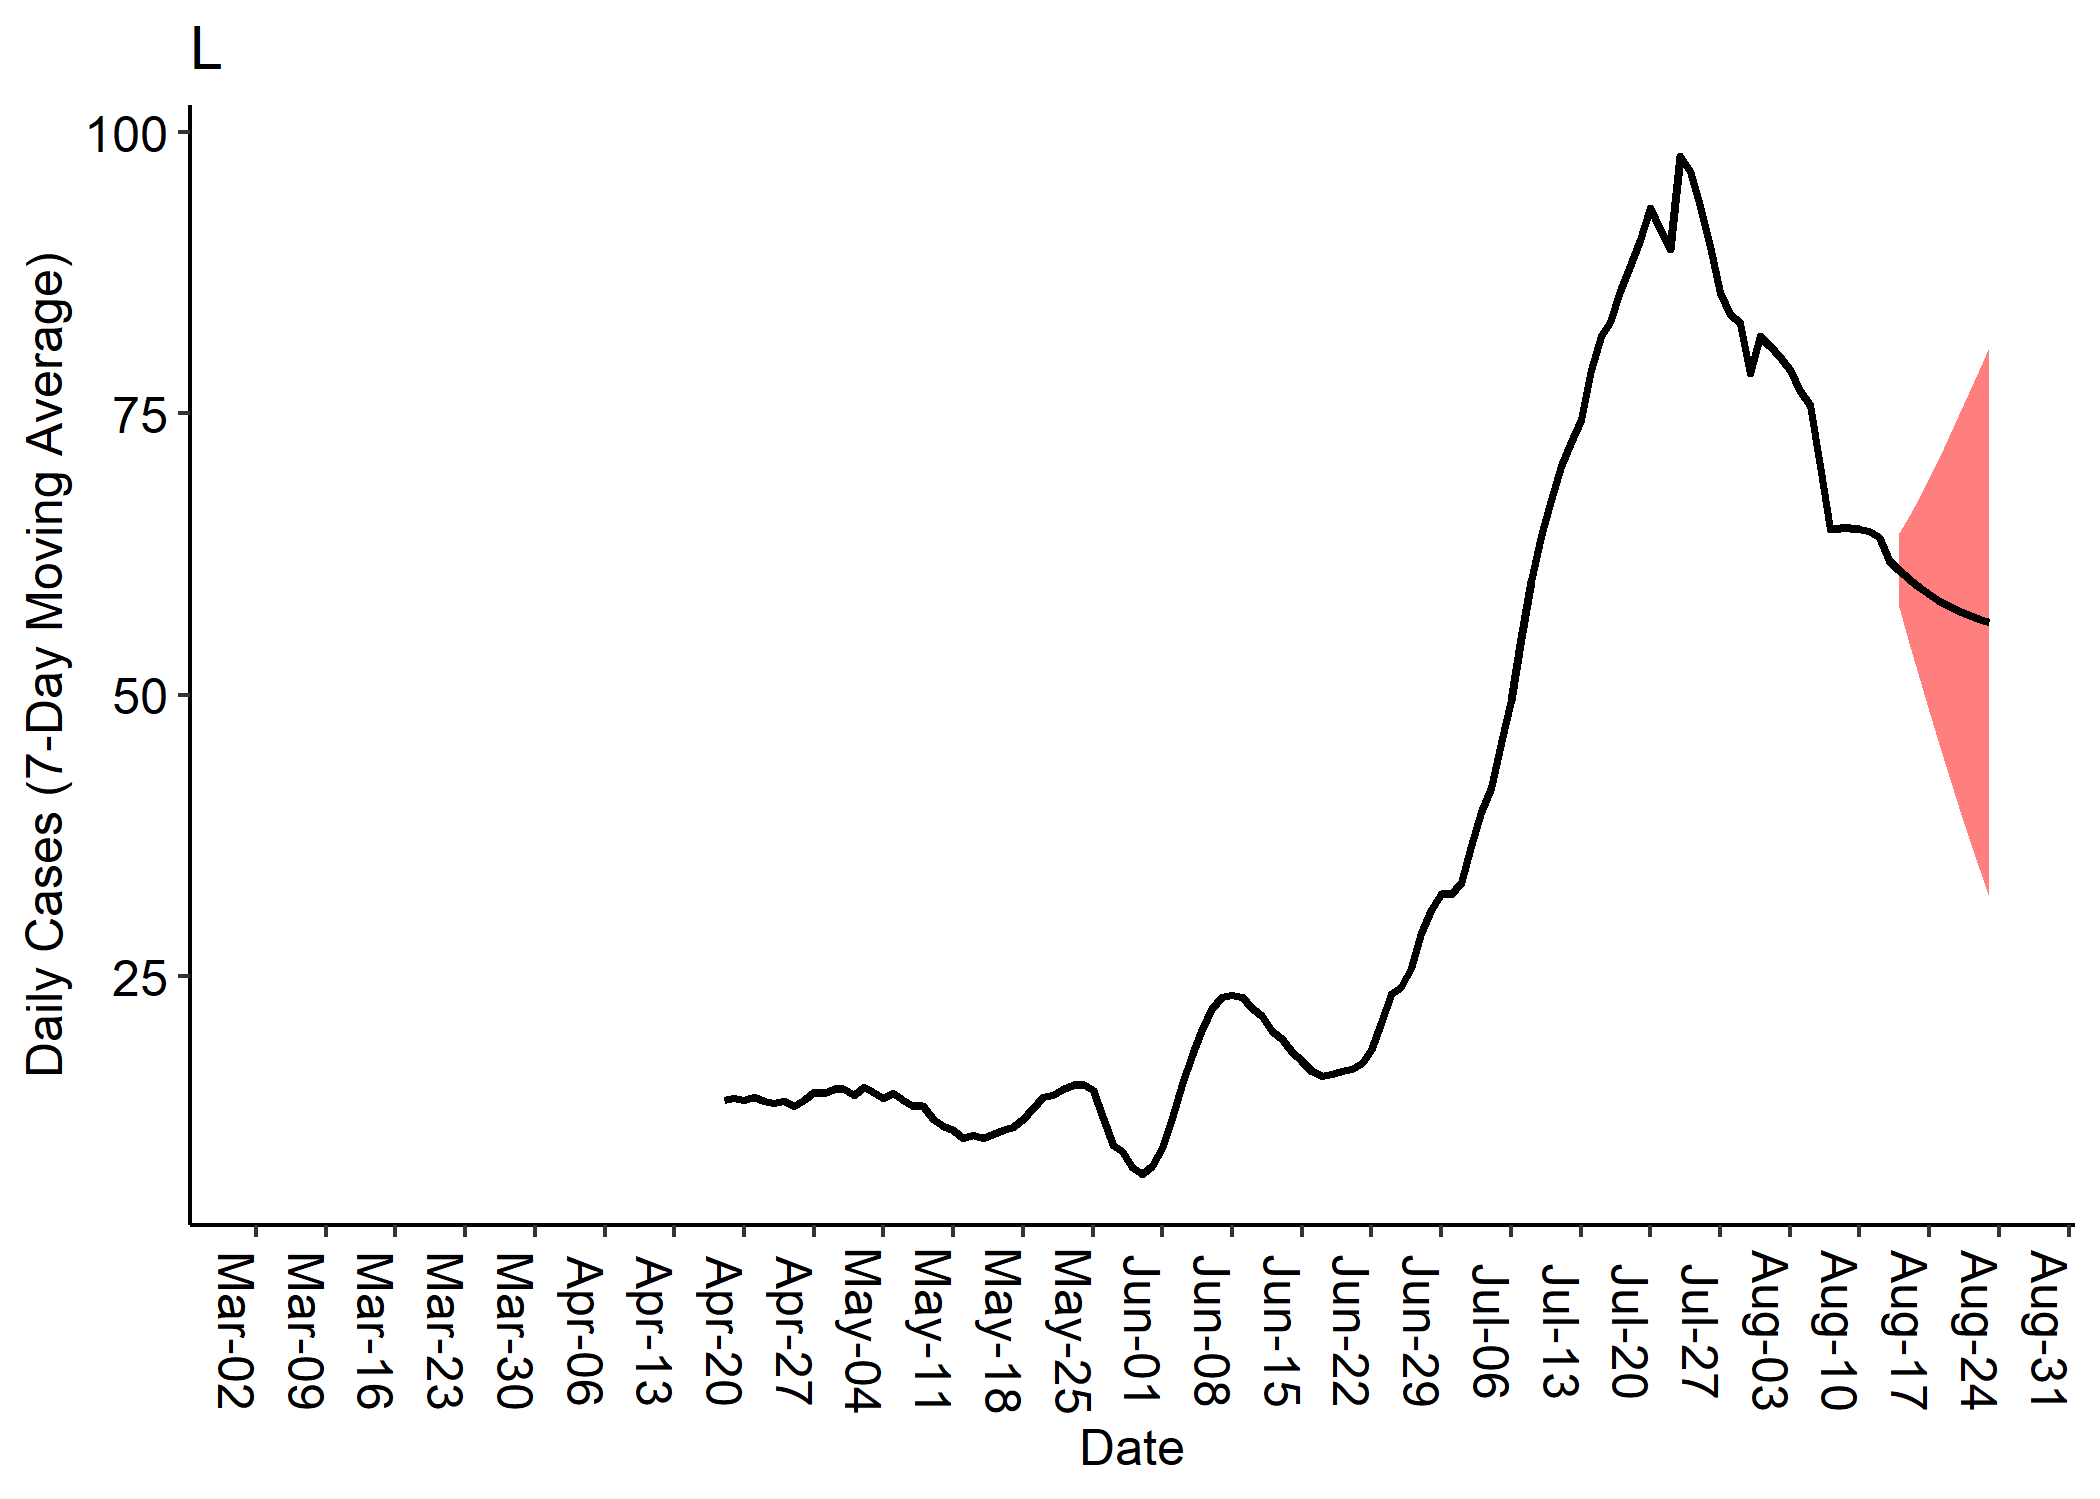 L
Daily Cases (7-Day Moving Average)
100
75
50
25
Mar-02
Mar-09
Mar-16
Mar-23
Mar-30
Apr-06
Apr-13
Apr-20
Apr-27
May-04
May-11
May-18
May-25
Jun-01
Jun-08
Jun-15
Jun-22
Jun-29
Jul-06
Jul-13
Jul-20
Jul-27
Aug-03
Aug-10
Aug-17
Aug-24
Aug-31
Date